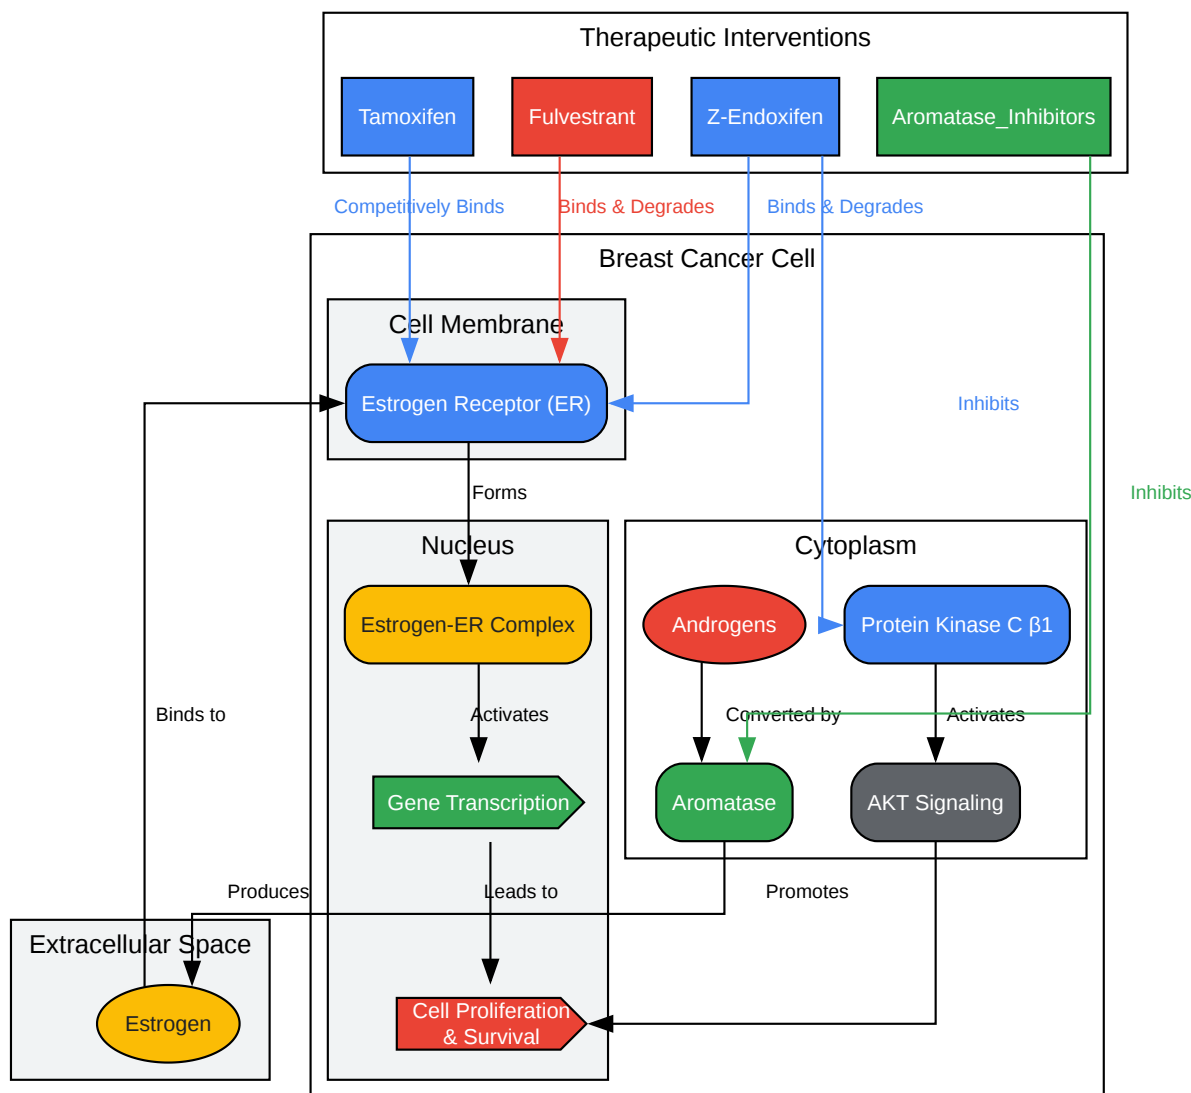 Therapeutic Interventions
Tamoxifen
Fulvestrant
Z-Endoxifen
Aromatase_Inhibitors
Competitively Binds
Binds & Degrades
Binds & Degrades
Breast Cancer Cell
Cell Membrane
Estrogen Receptor (ER)
Inhibits
Forms
Inhibits
Nucleus
Cytoplasm
Estrogen-ER Complex
Androgens
Protein Kinase C β1
Binds to
Activates
Converted by
Activates
Gene Transcription
Aromatase
AKT Signaling
Produces
Leads to
Promotes
Extracellular Space
Estrogen
Cell Proliferation
& Survival